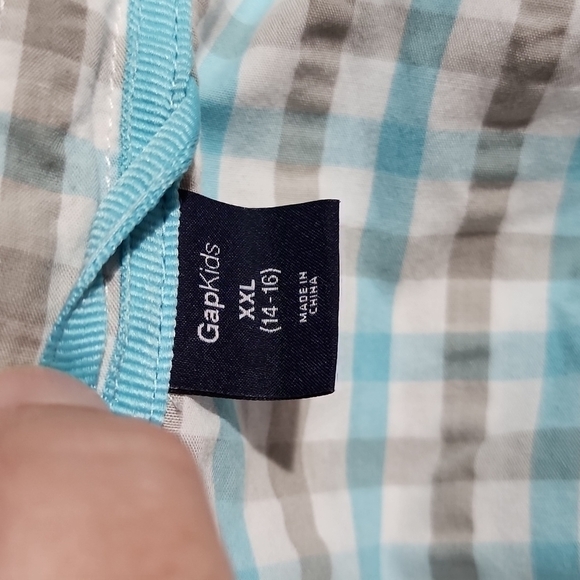 GapKids
XXL
(14-16)
MADE IN
CHINA